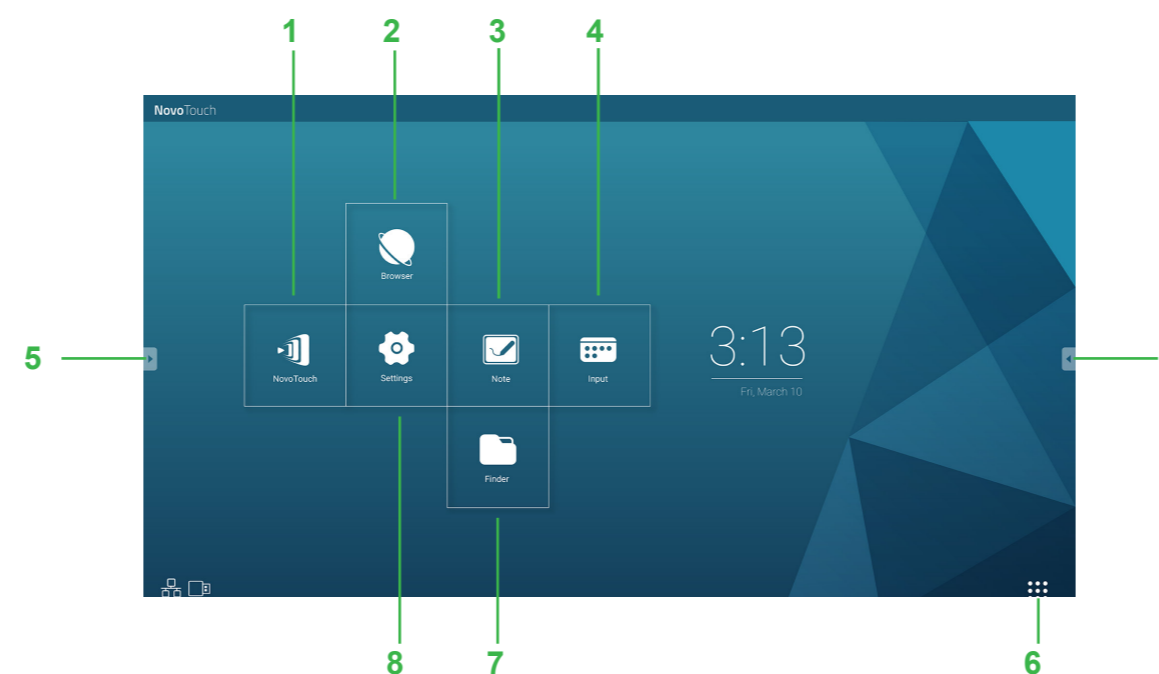 1 2 3 4
NovoTouch
Browser
5
NovoTouch Settings Note Input
3:13
Fri, March 10
Finder
8 7 6